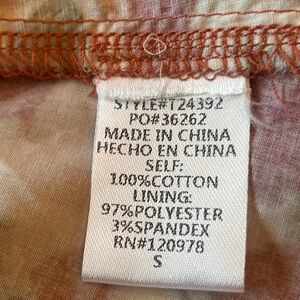 STYLE#T24392
PO#36262
MADE IN CHINA
HECHO EN CHINA
SELF:
100%COTTON
LINING:
97%POLYESTER
3%SPANDEX
RN#120978
S